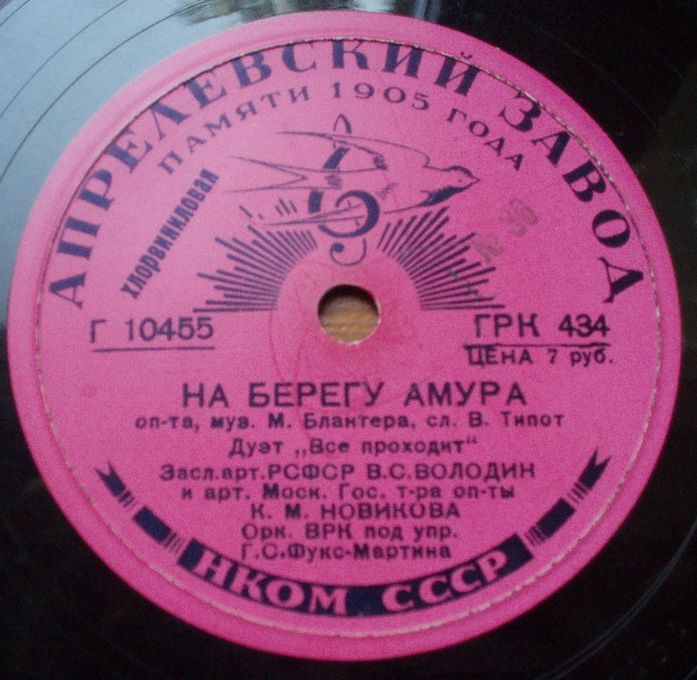 АПРЕЛЕВСКИЙ ЗАВОД
ПАМЯТИ 1905 ГОДА
хлорвиниловая
№ 39
Г 10455
ГРК 434
ЦЕНА 7 руб.
НА БЕРЕГУ АМУРА
оп-та, муз. М. Блантера, сл. В. Типот
Дуэт „Все проходит“
Засл.арт.РСФСР В.С.ВОЛОДИН
и арт. Моск. Гос. т-ра оп-ты
К. М. НОВИКОВА
Орк. ВРК под упр.
Г.С.Фукс-Мартина
НКОМ СССР